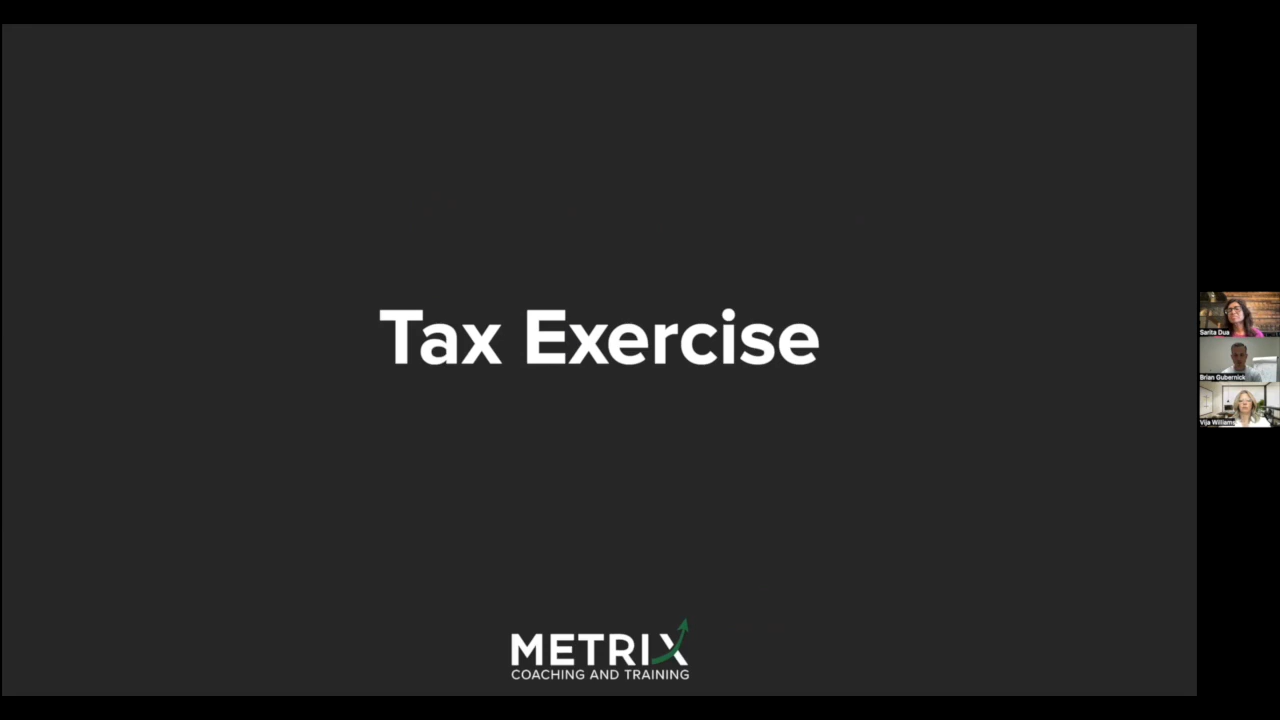 Tax Exercise
METRIX
COACHING AND TRAINING
Sarita Dua
Brian Gubernick
Vija Williams